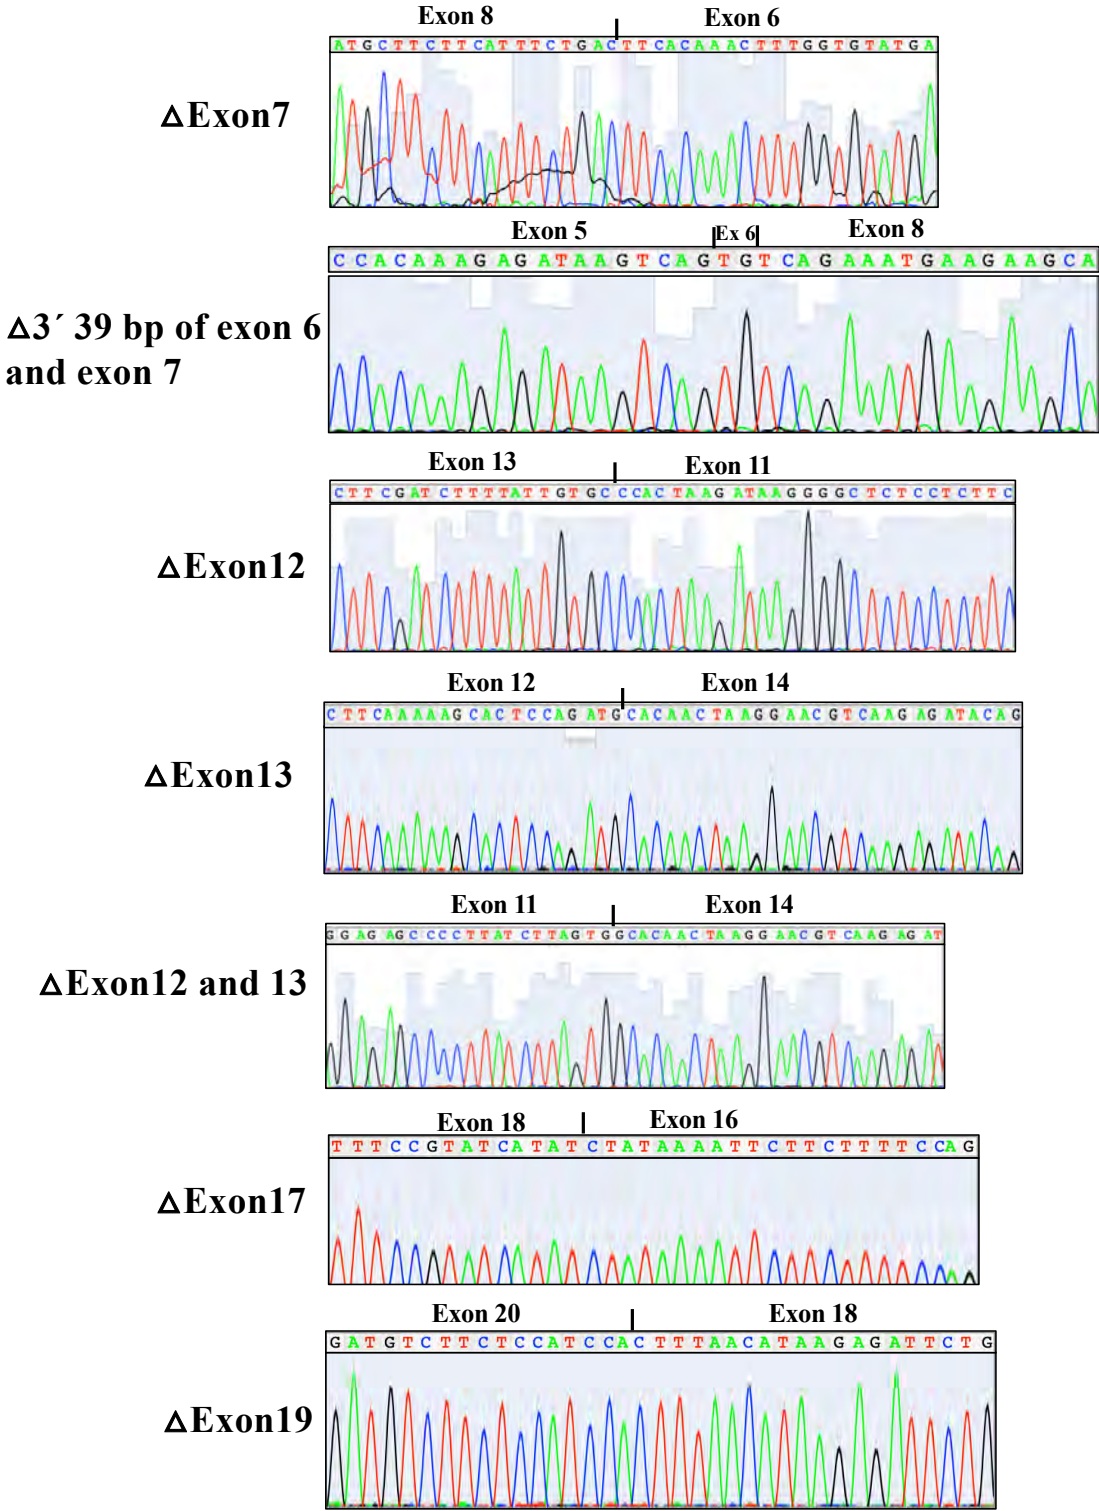 Exon 8 Exon 6
ATGCTTCTTCATTTCTGACTTCACAAACTTTGGTGTATGA
ΔExon7
Exon 5 Ex 6 Exon 8
CCACAAAGAGATAAGTCAGTGTCAGAAATGAAGAAGCA
Δ3´ 39 bp of exon 6
and exon 7
Exon 13 Exon 11
CTTCGATCTTTTATTGTGCCCACTAAGATAAGGGGCTCTCCTCTTC
ΔExon12
Exon 12 Exon 14
CTTCAAAAAGCACTCCAGATGCACAACTAAGGAACGTCAAGAGATACAG
ΔExon13
Exon 11 Exon 14
GGAGAGCCCCTTATCTTAGTGGCACAACTAAGGAACGTCAAGAGAT
ΔExon12 and 13
Exon 18 Exon 16
TTTCCGTATCATATCTATAAAATTCTTCTTTTCCAG
ΔExon17
Exon 20 Exon 18
GATGTCTTCTCCATCCACTTTAACATAAGAGATTCTG
ΔExon19